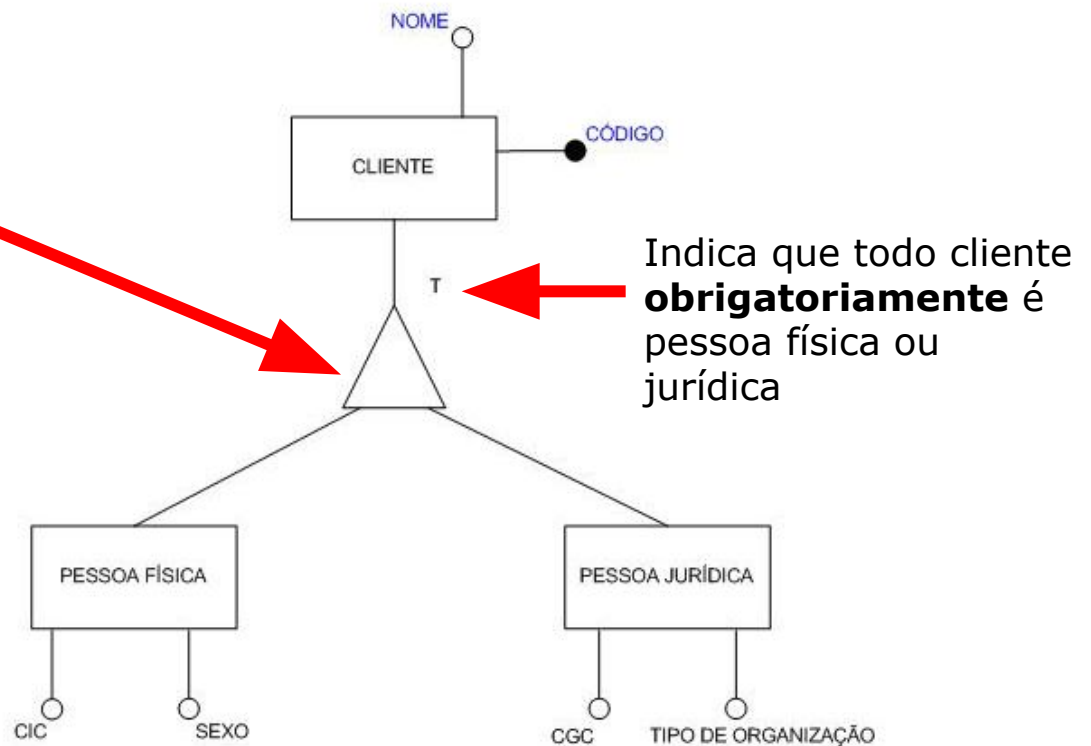 NOME
CÓDIGO
CLIENTE
T
Indica que todo cliente
obrigatoriamente é
pessoa física ou
jurídica
PESSOA FÍSICA
PESSOA JURÍDICA
CIC
SEXO
CGC
TIPO DE ORGANIZAÇÃO